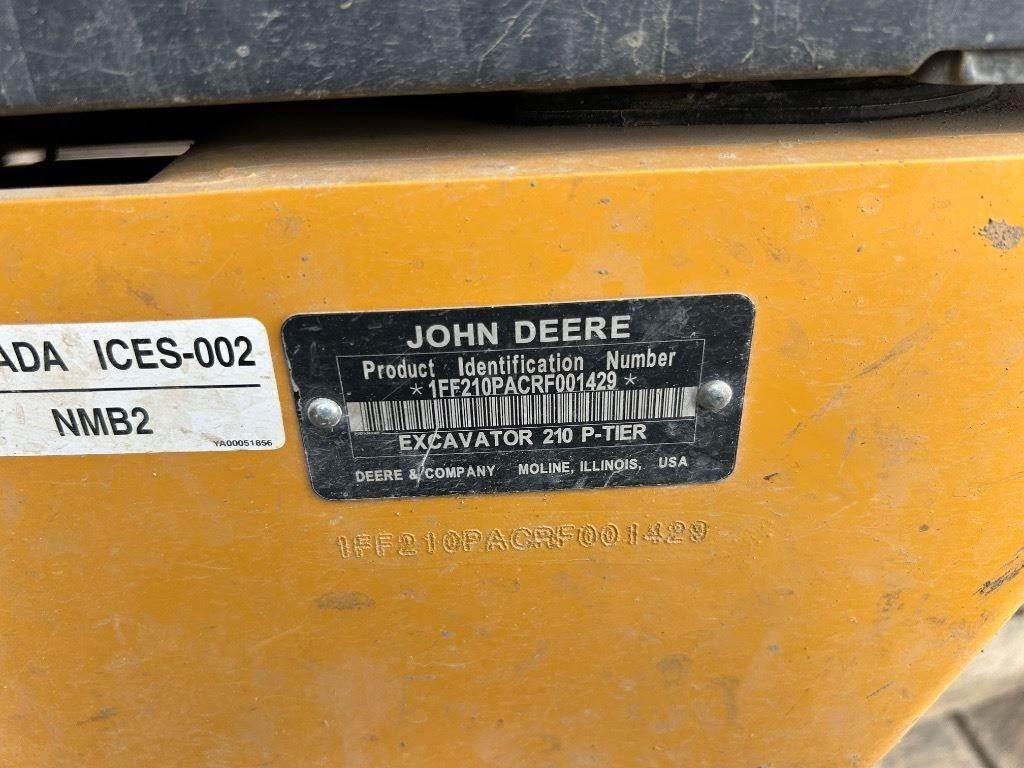 ADA ICES-002
NMB2
YA00051856
JOHN DEERE
Product Identification Number
*1FF210PACRF001429*
EXCAVATOR 210 P-TIER
DEERE & COMPANY MOLINE, ILLINOIS, USA
1FF210PACRF001429